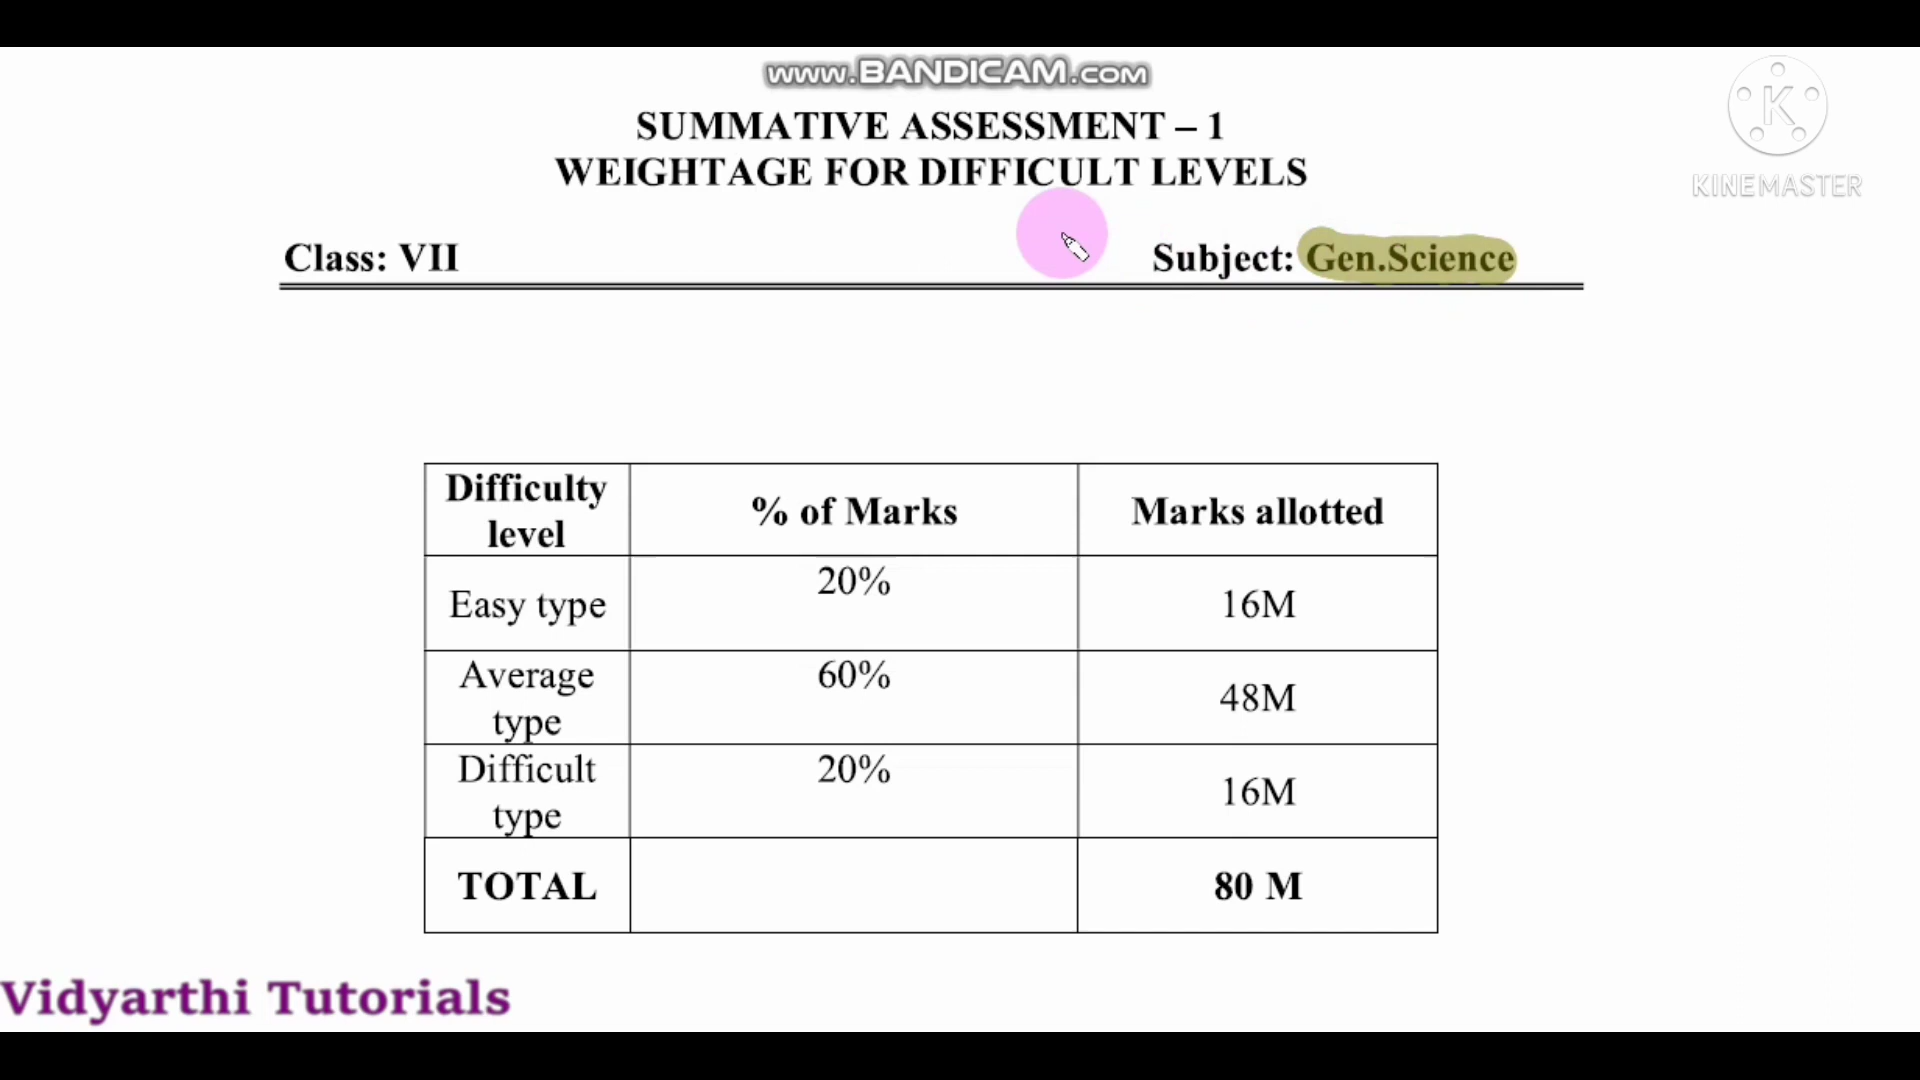 www.BANDICAM.com
KINEMASTER
SUMMATIVE ASSESSMENT – 1
WEIGHTAGE FOR DIFFICULT LEVELS
Class: VII Subject: Gen.Science
Difficulty level % of Marks Marks allotted
Easy type 20% 16M
Average type 60% 48M
Difficult type 20% 16M
TOTAL 80 M
Vidyarthi Tutorials